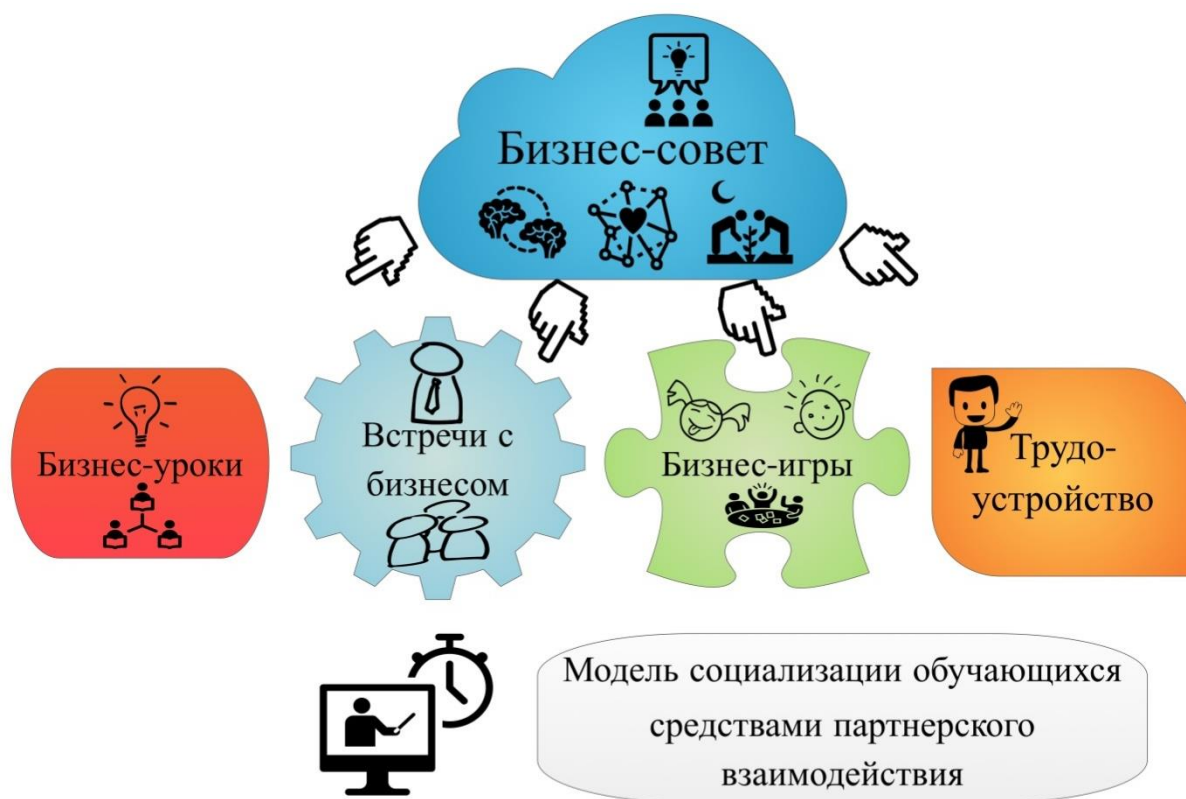 Бизнес-совет
Бизнес-уроки
Встречи с
бизнесом
Бизнес-игры
Трудо-
устройство
Модель социализации обучающихся
средствами партнерского
взаимодействия